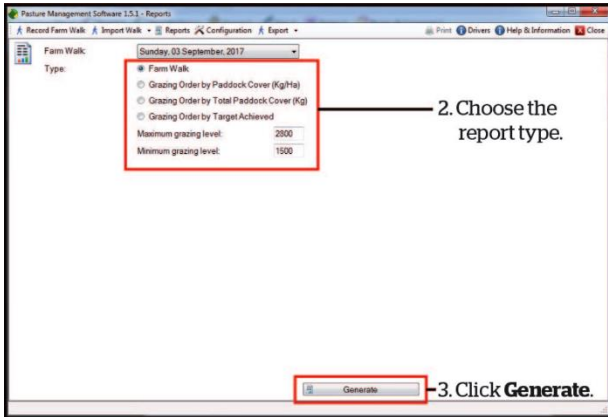 Pasture Management Software 1.5.1 - Reports
Record Farm Walk Import Walk Reports Configuration Export Print Drivers Help & Information Close
Farm Walk: Sunday, 03 September, 2017
Type: Farm Walk
Grazing Order by Paddock Cover (Kg/Ha)
Grazing Order by Total Paddock Cover (Kg)
Grazing Order by Target Achieved
Maximum grazing level: 2800
Minimum grazing level: 1500
2. Choose the
report type.
Generate
3. Click Generate.